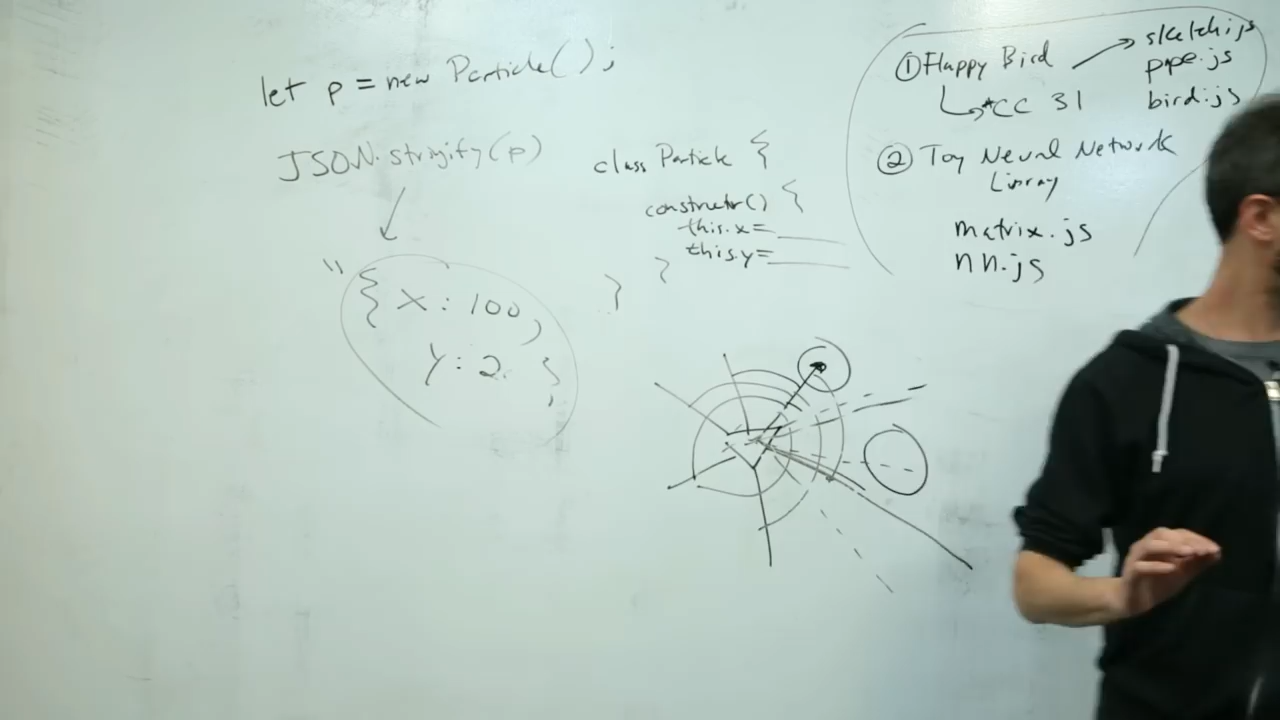 let p = new Particle();
JSON.stringify(p)
"{ x : 100,
y : 2. }
class Particle {
constructor() {
this.x=
this.y=
}
}
① Flappy Bird → sketch.js
pipe.js
↳ *CC 31
bird.js
② Toy Neural Network
Library
matrix.js
nn.js